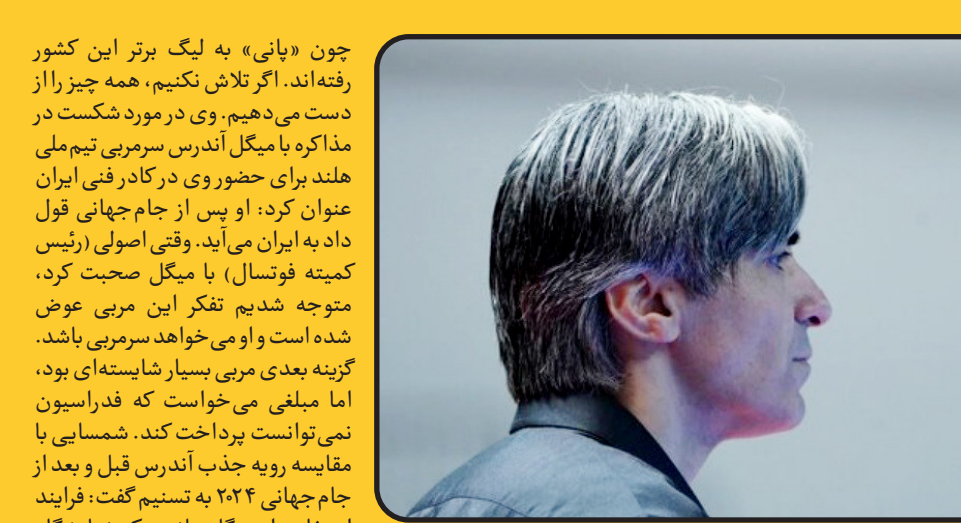 چون «پانی» به لیگ برتر این کشور
رفته‌اند. اگر تلاش نکنیم، همه چیز را از
دست می‌دهیم. وی در مورد شکست در
مذاکره با میگل آندرس سرمربی تیم ملی
هلند برای حضور وی در کادر فنی ایران
عنوان کرد: او پس از جام جهانی قول
داد به ایران می‌آید. وقتی اصولی (رئیس
کمیته فوتسال) با میگل صحبت کرد،
متوجه شدیم تفکر این مربی عوض
شده است و او می‌خواهد سرمربی باشد.
گزینه بعدی مربی بسیار شایسته‌ای بود،
اما مبلغی می‌خواست که فدراسیون
نمی‌توانست پرداخت کند. شمسایی با
مقایسه رویه جذب آندرس قبل و بعد از
جام جهانی ۲۰۲۴ به تسنیم گفت: فرایند